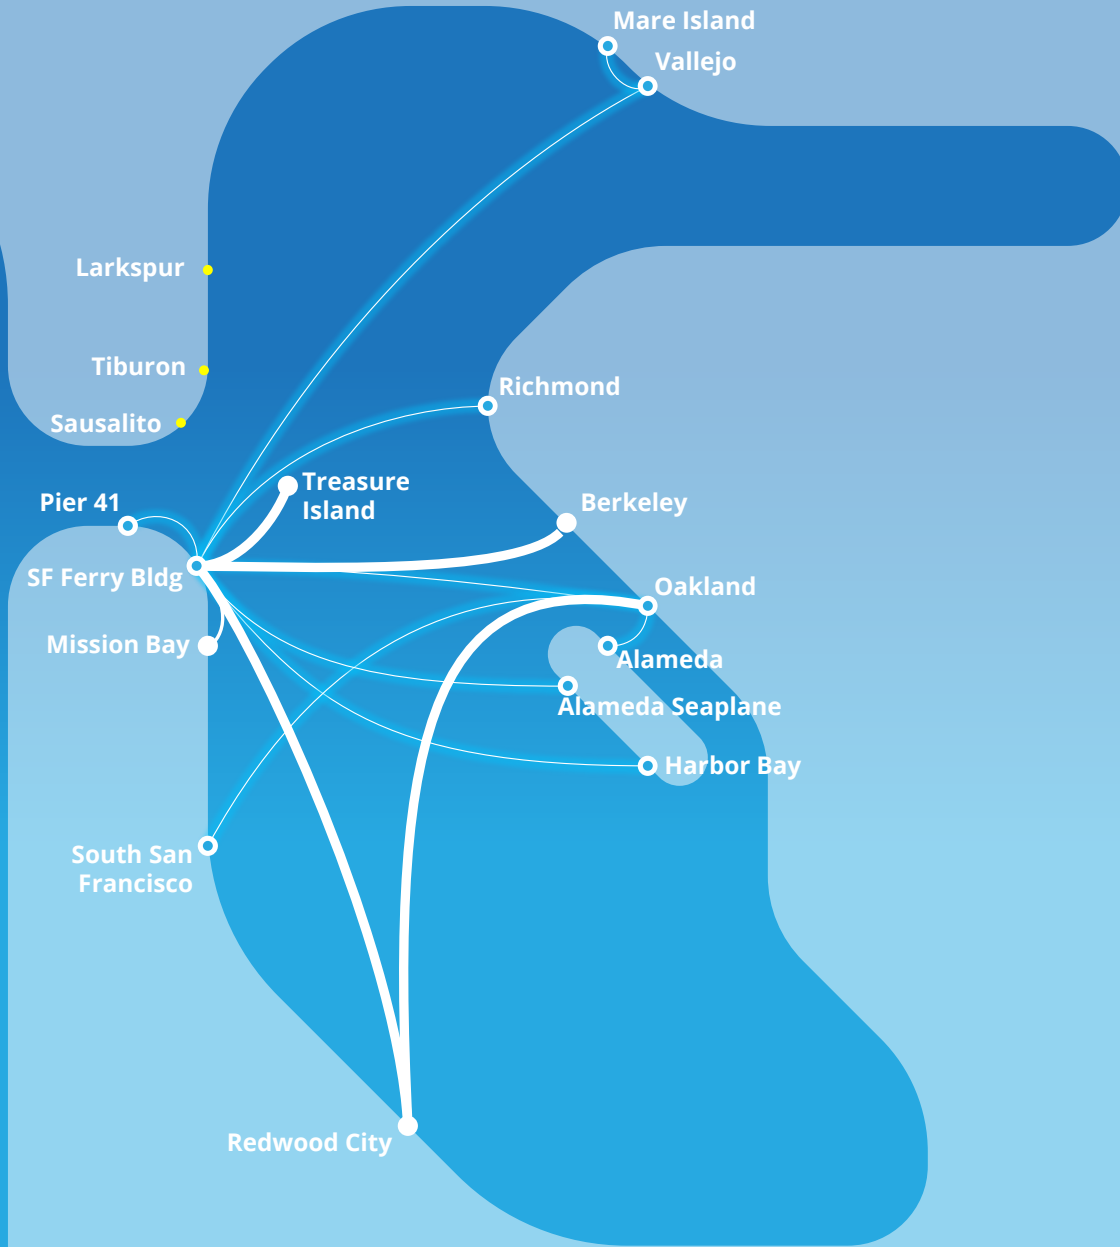 Mare Island
Vallejo
Larkspur
Tiburon
Sausalito
Richmond
Treasure
Island
Pier 41
Berkeley
SF Ferry Bldg
Oakland
Mission Bay
Alameda
Alameda Seaplane
Harbor Bay
South San
Francisco
Redwood City